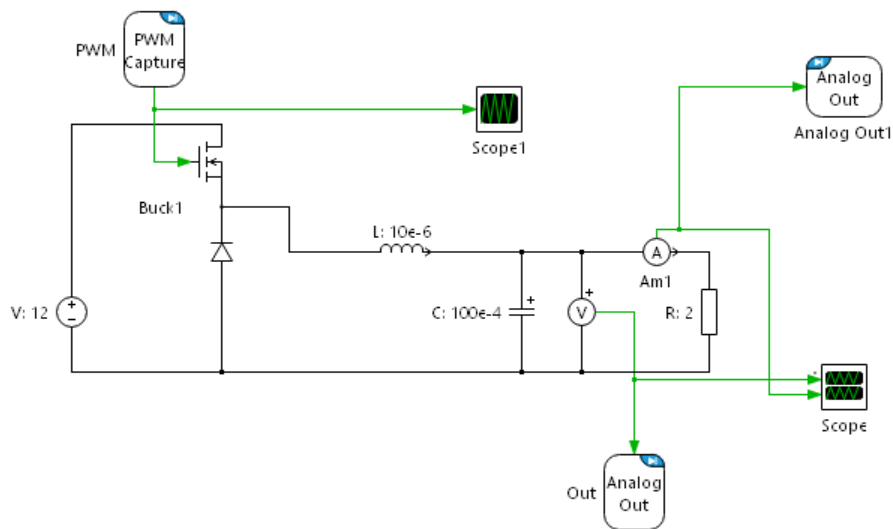 PWM
PWM
Capture
Scope1
Analog
Out
Analog Out1
Buck1
L: 10e-6
A
Am1
V: 12
C: 100e-4
V
R: 2
Scope
Out
Analog
Out